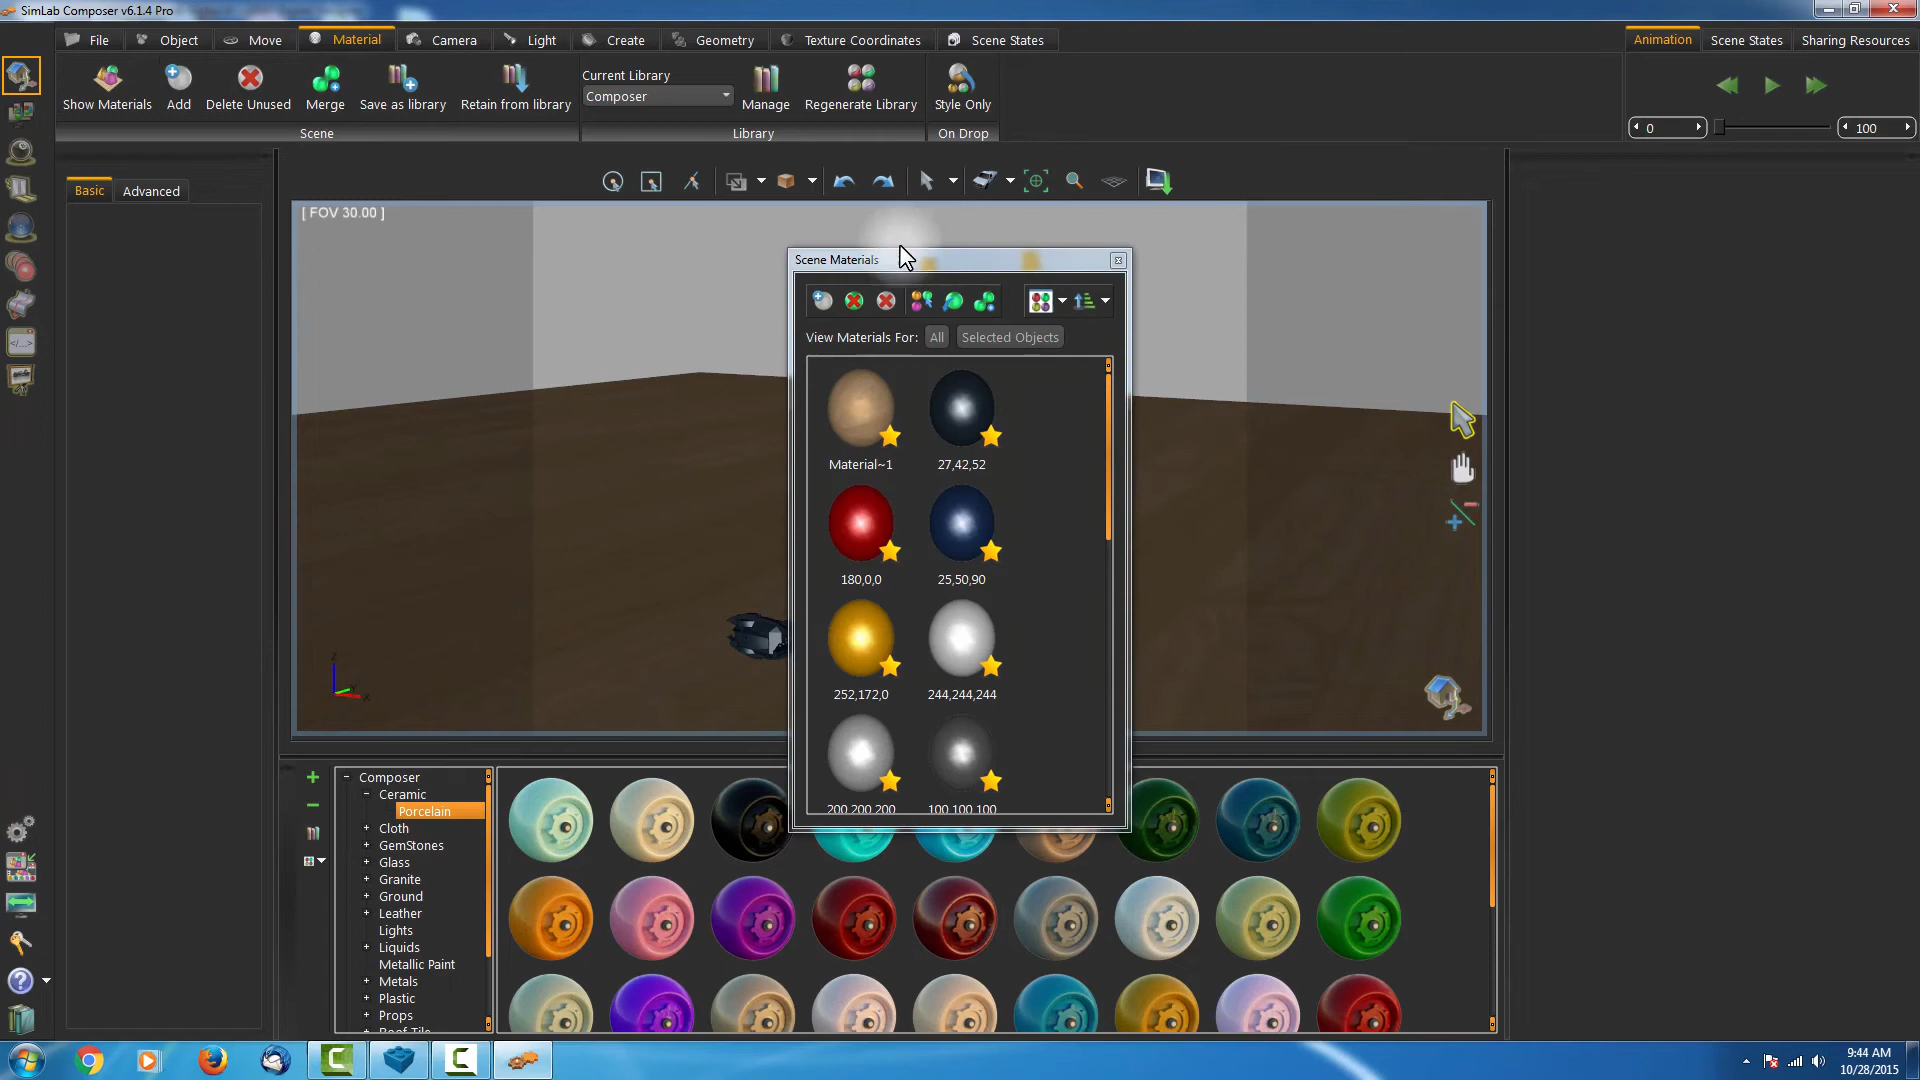 SimLab Composer v6.1.4 Pro
File
Object
Move
Material
Camera
Light
Create
Geometry
Texture Coordinates
Scene States
Animation
Scene States
Sharing Resources
Show Materials
Add
Delete Unused
Merge
Save as library
Retain from library
Current Library
Composer
Manage
Regenerate Library
Style Only
0
100
Scene
Library
On Drop
Basic
Advanced
[ FOV 30.00 ]
Scene Materials
View Materials For:
All
Selected Objects
Material~1
27,42,52
180,0,0
25,50,90
252,172,0
244,244,244
200,200,200
100,100,100
Z
Y
X
Composer
Ceramic
Porcelain
Cloth
GemStones
Glass
Granite
Ground
Leather
Lights
Liquids
Metallic Paint
Metals
Plastic
Props
Roof Tile
9:44 AM
10/28/2015